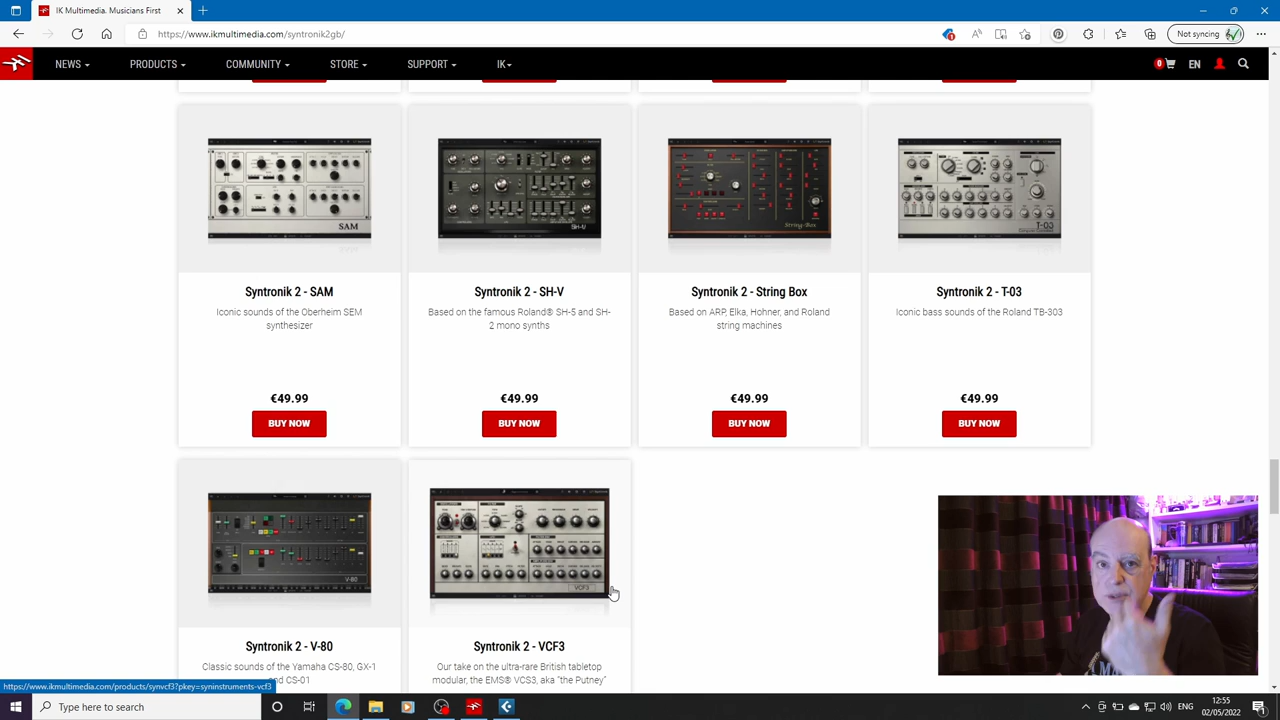 IK Multimedia. Musicians First
https://www.ikmultimedia.com/syntronik2gb/
Not syncing
NEWS
PRODUCTS
COMMUNITY
STORE
SUPPORT
IK
0
EN
SAM
SH-V
String-Box
T-03
Syntronik 2 - SAM
Iconic sounds of the Oberheim SEM
synthesizer
€49.99
BUY NOW
Syntronik 2 - SH-V
Based on the famous Roland® SH-5 and SH-
2 mono synths
€49.99
BUY NOW
Syntronik 2 - String Box
Based on ARP, Elka, Hohner, and Roland
string machines
€49.99
BUY NOW
Syntronik 2 - T-03
Iconic bass sounds of the Roland TB-303
€49.99
BUY NOW
V-80
VCF3
Syntronik 2 - V-80
Classic sounds of the Yamaha CS-80, GX-1
and CS-01
Syntronik 2 - VCF3
Our take on the ultra-rare British tabletop
modular, the EMS® VCS3, aka "the Putney"
https://www.ikmultimedia.com/products/synvcf3?pkey=syninstruments-vcf3
Type here to search
ENG
12:55
02/05/2022